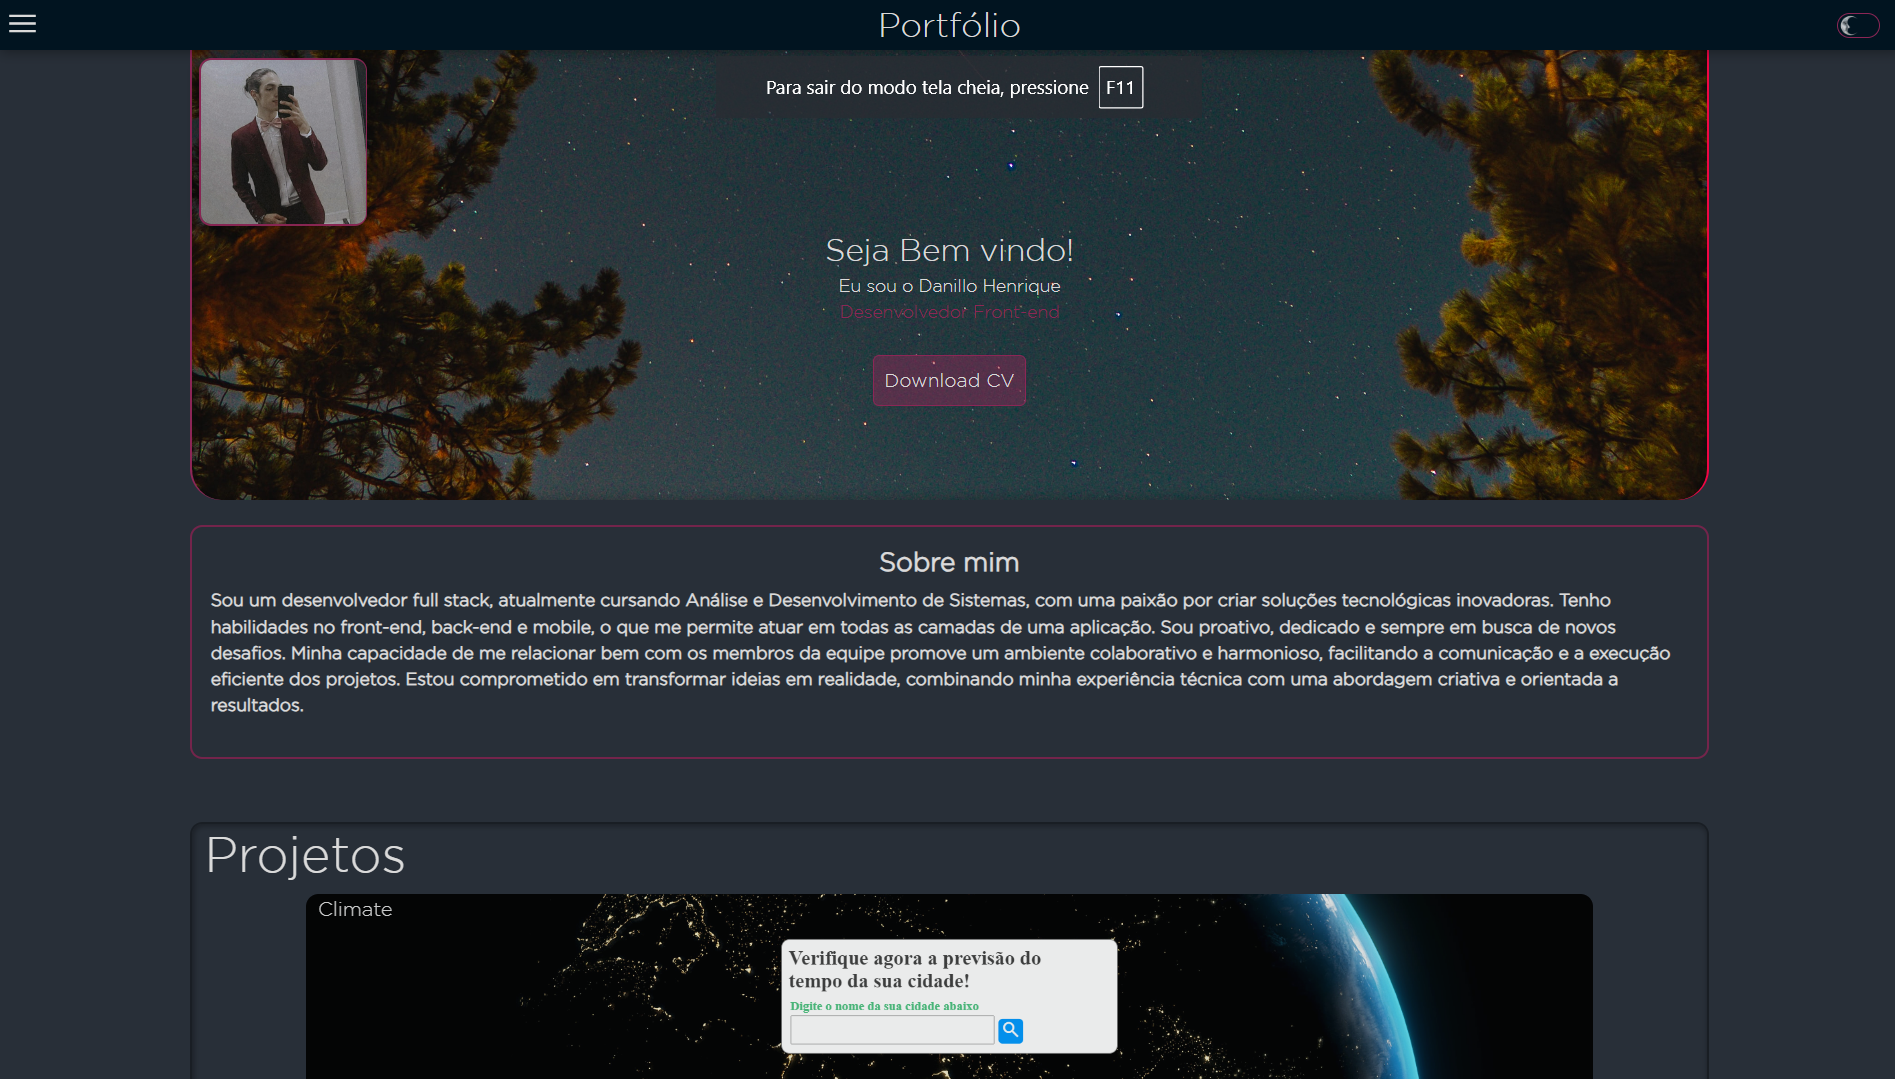 Portfólio
Para sair do modo tela cheia, pressione F11
Seja Bem vindo!
Eu sou o Danillo Henrique
Desenvolvedor Front-end
Download CV
Sobre mim
Sou um desenvolvedor full stack, atualmente cursando Análise e Desenvolvimento de Sistemas, com uma paixão por criar soluções tecnológicas inovadoras. Tenho
habilidades no front-end, back-end e mobile, o que me permite atuar em todas as camadas de uma aplicação. Sou proativo, dedicado e sempre em busca de novos
desafios. Minha capacidade de me relacionar bem com os membros da equipe promove um ambiente colaborativo e harmonioso, facilitando a comunicação e a execução
eficiente dos projetos. Estou comprometido em transformar ideias em realidade, combinando minha experiência técnica com uma abordagem criativa e orientada a
resultados.
Projetos
Climate
Verifique agora a previsão do
tempo da sua cidade!
Digite o nome da sua cidade abaixo